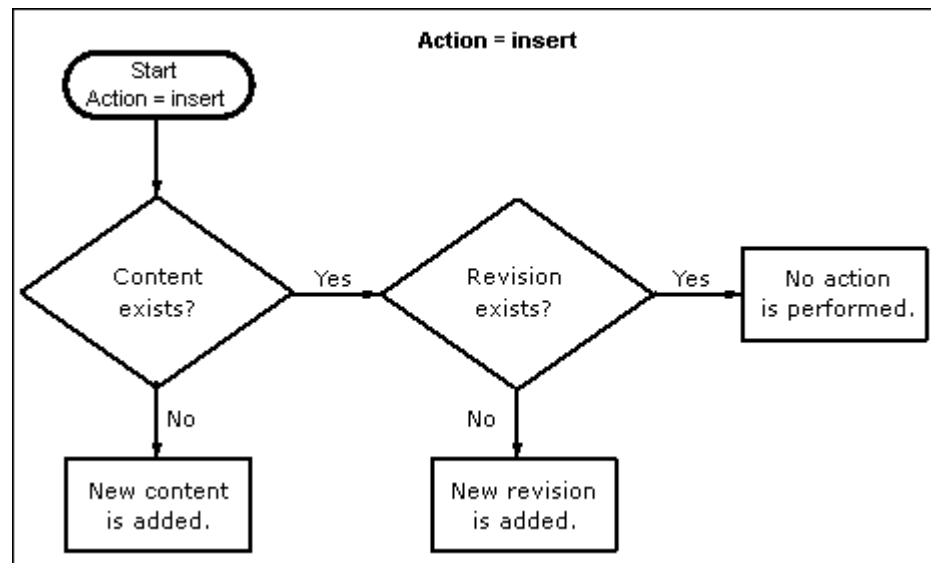 Action = insert
Start
Action = insert
Content
exists?
Yes
Revision
exists?
Yes
No action
is performed.
No
No
New content
is added.
New revision
is added.